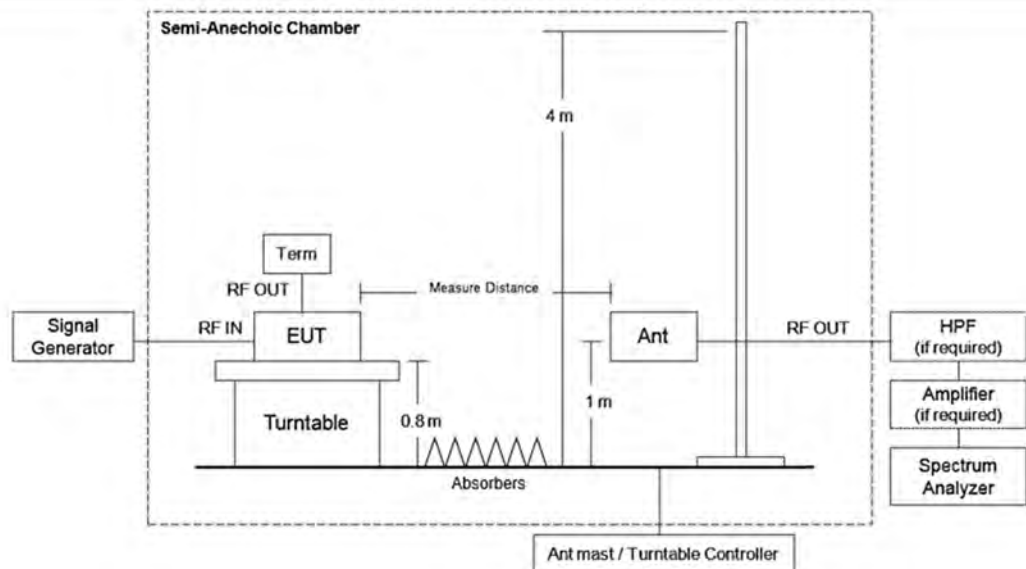 Semi-Anechoic Chamber
4 m
Term
RF OUT
Measure Distance
Signal
Generator
RF IN
EUT
Ant
RF OUT
HPF
(if required)
Turntable
0.8 m
1 m
Amplifier
(if required)
Absorbers
Spectrum
Analyzer
Ant mast / Turntable Controller